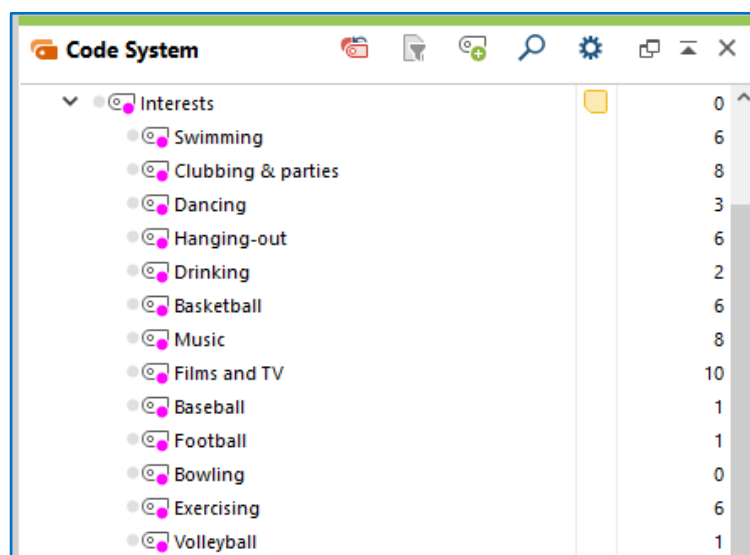 Code System
Interests 0
Swimming 6
Clubbing & parties 8
Dancing 3
Hanging-out 6
Drinking 2
Basketball 6
Music 8
Films and TV 10
Baseball 1
Football 1
Bowling 0
Exercising 6
Volleyball 1